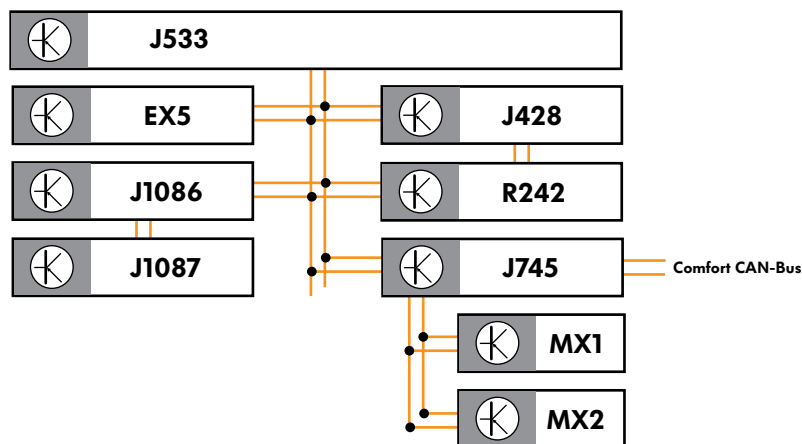 J533
EX5
J428
J1086
R242
J1087
J745
Comfort CAN-Bus
MX1
MX2